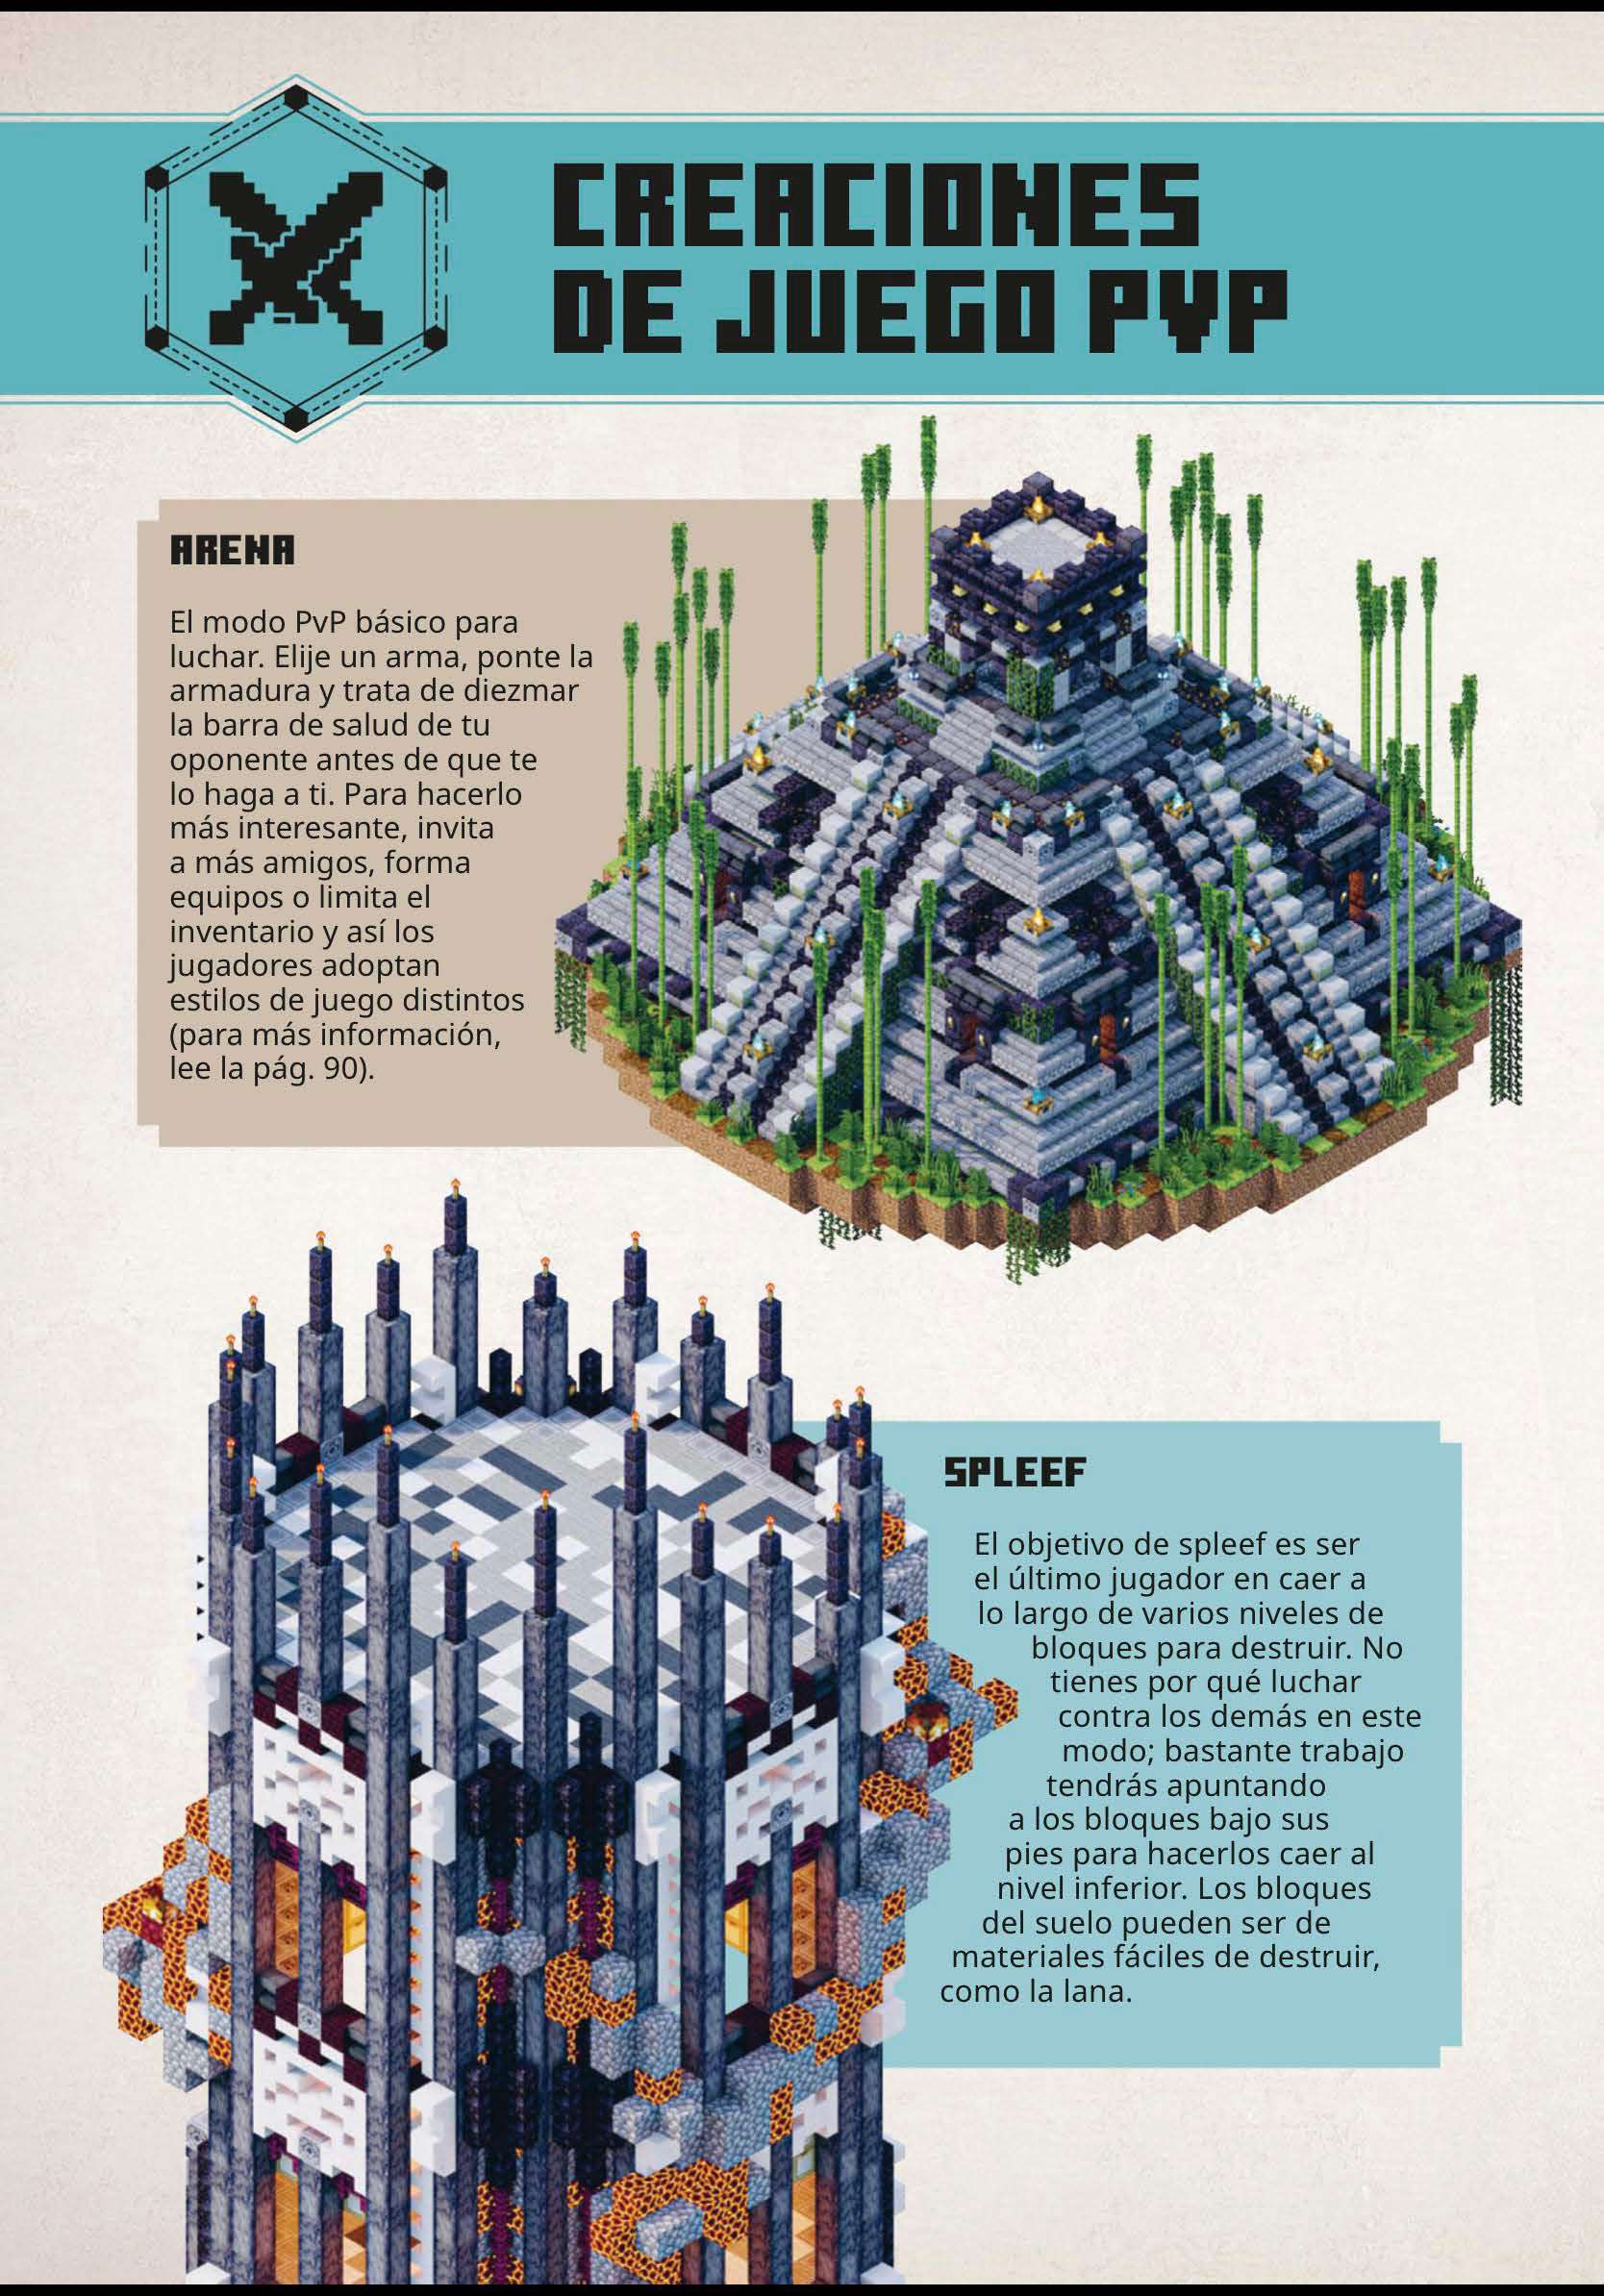 CREACIONES
DE JUEGO PVP
ARENA
El modo PvP básico para
luchar. Elije un arma, ponte la
armadura y trata de diezmar
la barra de salud de tu
oponente antes de que te
lo haga a ti. Para hacerlo
más interesante, invita
a más amigos, forma
equipos o limita el
inventario y así los
jugadores adoptan
estilos de juego distintos
(para más información,
lee la pág. 90).
SPLEEF
El objetivo de spleef es ser
el último jugador en caer a
lo largo de varios niveles de
bloques para destruir. No
tienes por qué luchar
contra los demás en este
modo; bastante trabajo
tendrás apuntando
a los bloques bajo sus
pies para hacerlos caer al
nivel inferior. Los bloques
del suelo pueden ser de
materiales fáciles de destruir,
como la lana.